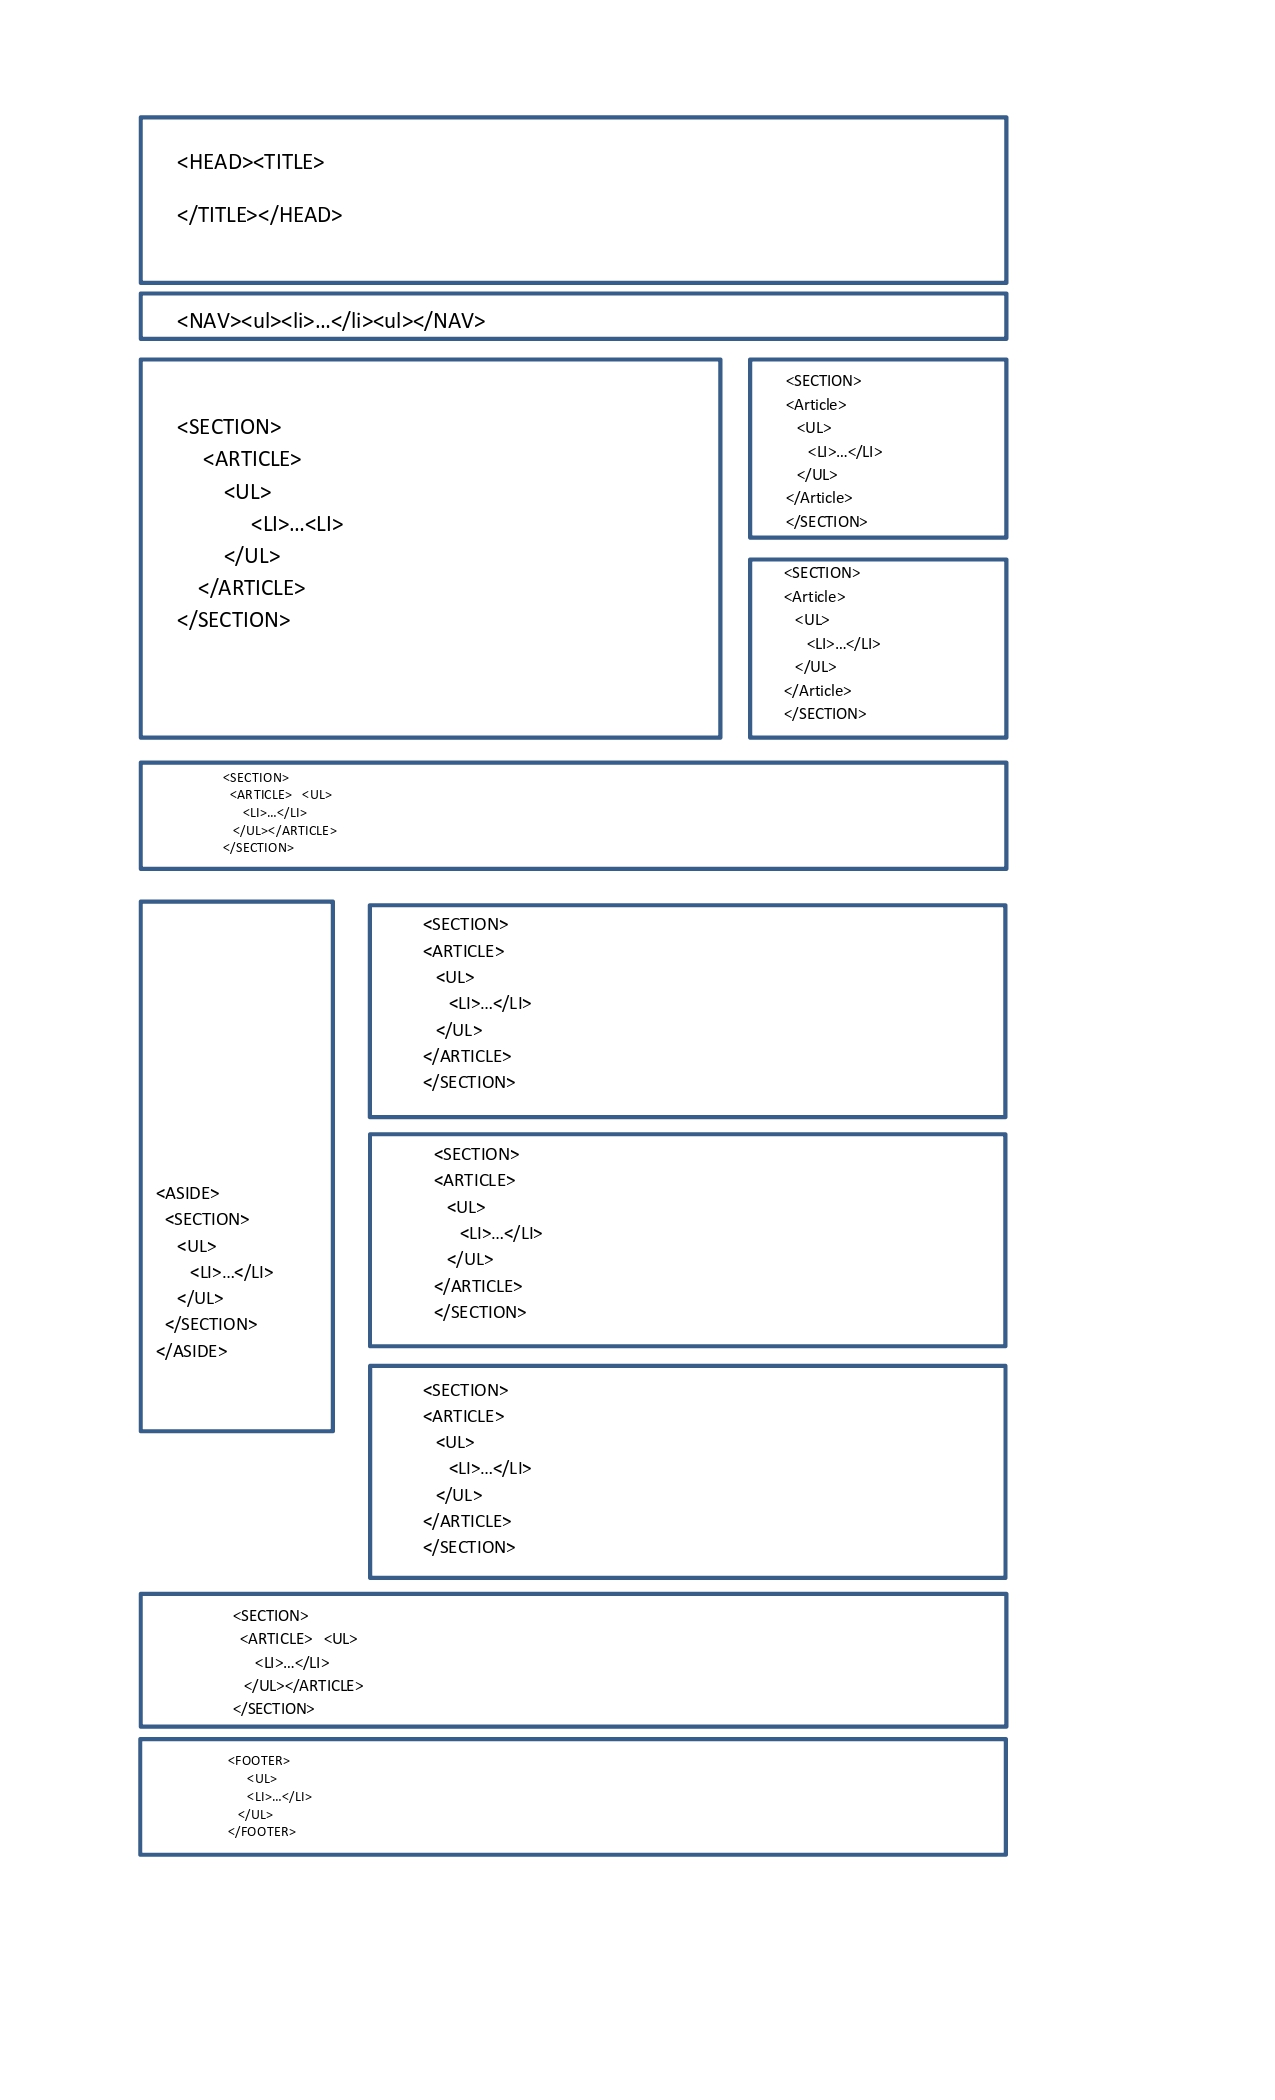 <HEAD><TITLE>
</TITLE></HEAD>
<NAV><ul><li>...</li><ul></NAV>
<SECTION>
<ARTICLE>
<UL>
<LI>...<LI>
</UL>
</ARTICLE>
</SECTION>
<SECTION>
<Article>
<UL>
<LI>...</LI>
</UL>
</Article>
</SECTION>
<SECTION>
<Article>
<UL>
<LI>...</LI>
</UL>
</Article>
</SECTION>
<SECTION>
<ARTICLE> <UL>
<LI>...</LI>
</UL></ARTICLE>
</SECTION>
<ASIDE>
<SECTION>
<UL>
<LI>...</LI>
</UL>
</SECTION>
</ASIDE>
<SECTION>
<ARTICLE>
<UL>
<LI>...</LI>
</UL>
</ARTICLE>
</SECTION>
<SECTION>
<ARTICLE>
<UL>
<LI>...</LI>
</UL>
</ARTICLE>
</SECTION>
<SECTION>
<ARTICLE>
<UL>
<LI>...</LI>
</UL>
</ARTICLE>
</SECTION>
<SECTION>
<ARTICLE> <UL>
<LI>...</LI>
</UL></ARTICLE>
</SECTION>
<FOOTER>
<UL>
<LI>...</LI>
</UL>
</FOOTER>